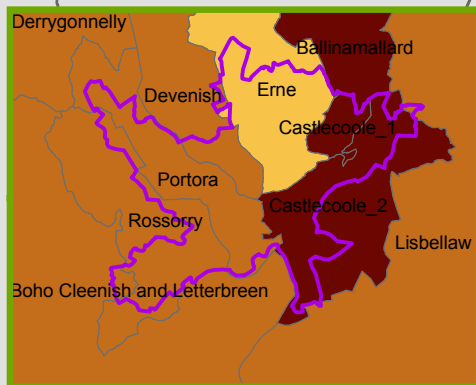 Derrygonnelly
Ballinamallard
Devenish
Erne
Castlecoole_1
Portora
Castlecoole_2
Rossorry
Lisbellaw
Boho Cleenish and Letterbreen